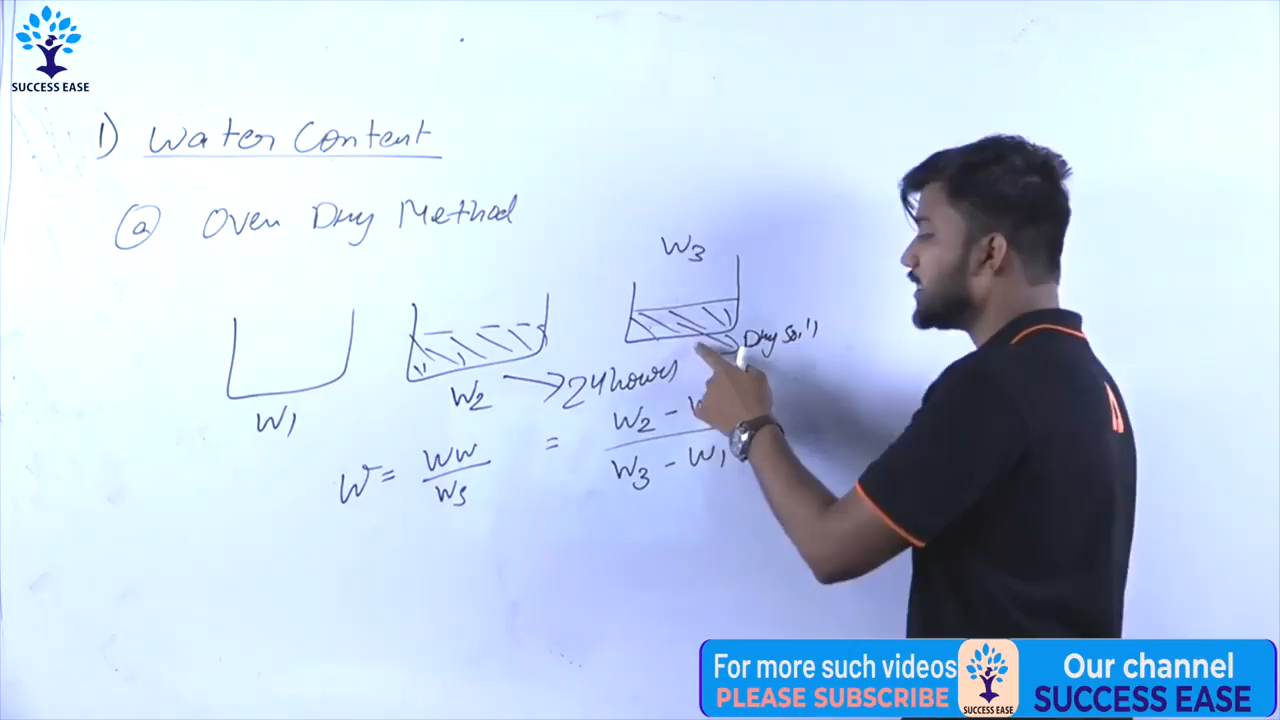 SUCCESS EASE
1) Water Content
(a) Oven Dry Method
W3
Dry Soil
W1
W2
24 hours
W = Ww / Ws = W2 - W / W3 - W1
For more such videos
PLEASE SUBSCRIBE
SUCCESS EASE
Our channel
SUCCESS EASE